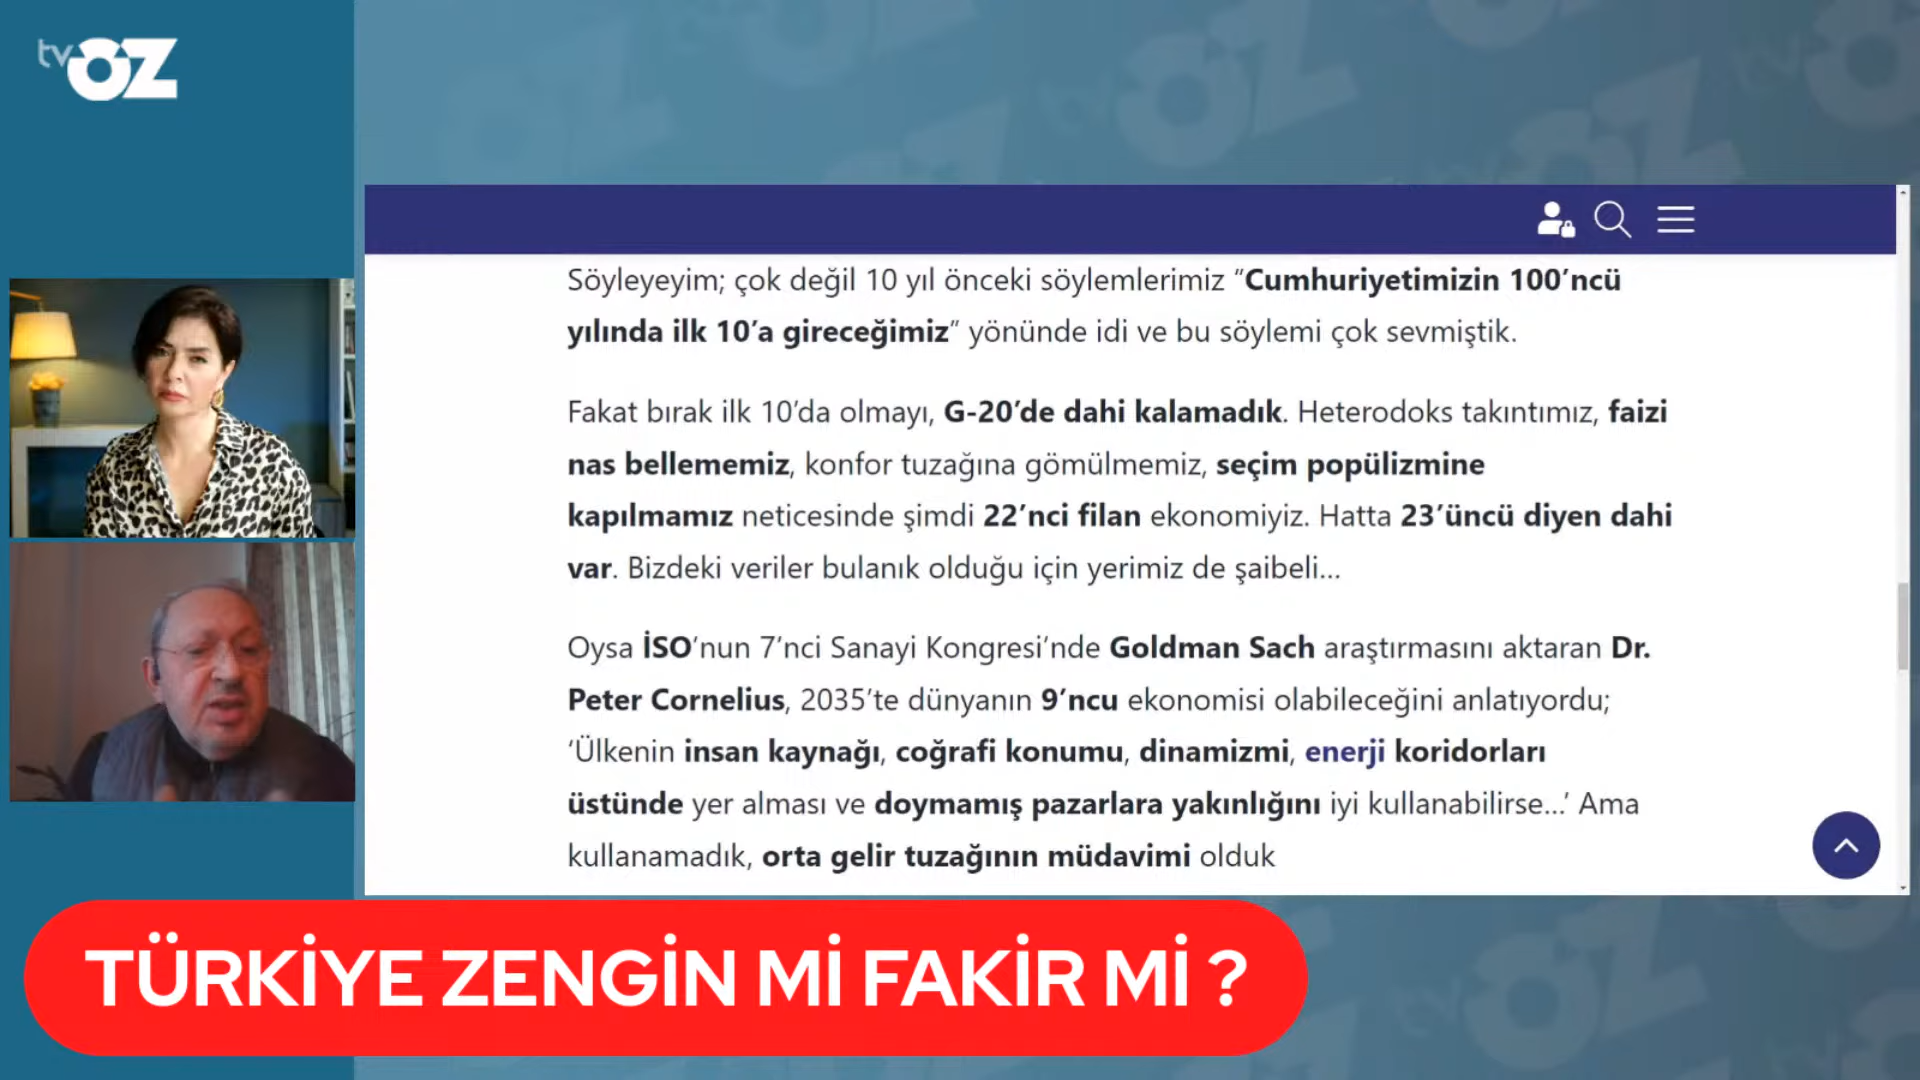 tv ÖZ
Söyleyeyim; çok değil 10 yıl önceki söylemlerimiz “Cumhuriyetimizin 100’ncü
yılında ilk 10’a gireceğimiz” yönünde idi ve bu söylemi çok sevmiştik.
Fakat bırak ilk 10’da olmayı, G-20’de dahi kalamadık. Heterodoks takıntımız, faizi
nas bellememiz, konfor tuzağına gömülmemiz, seçim popülizmine
kapılmamız neticesinde şimdi 22’nci filan ekonomiyiz. Hatta 23’üncü diyen dahi
var. Bizdeki veriler bulanık olduğu için yerimiz de şaibeli...
Oysa İSO’nun 7’nci Sanayi Kongresi’nde Goldman Sach araştırmasını aktaran Dr.
Peter Cornelius, 2035’te dünyanın 9’ncu ekonomisi olabileceğini anlatıyordu;
‘Ülkenin insan kaynağı, coğrafi konumu, dinamizmi, enerji koridorları
üstünde yer alması ve doymamış pazarlara yakınlığını iyi kullanabilirse...’ Ama
kullanamadık, orta gelir tuzağının müdavimi olduk
TÜRKİYE ZENGİN Mİ FAKİR Mİ ?